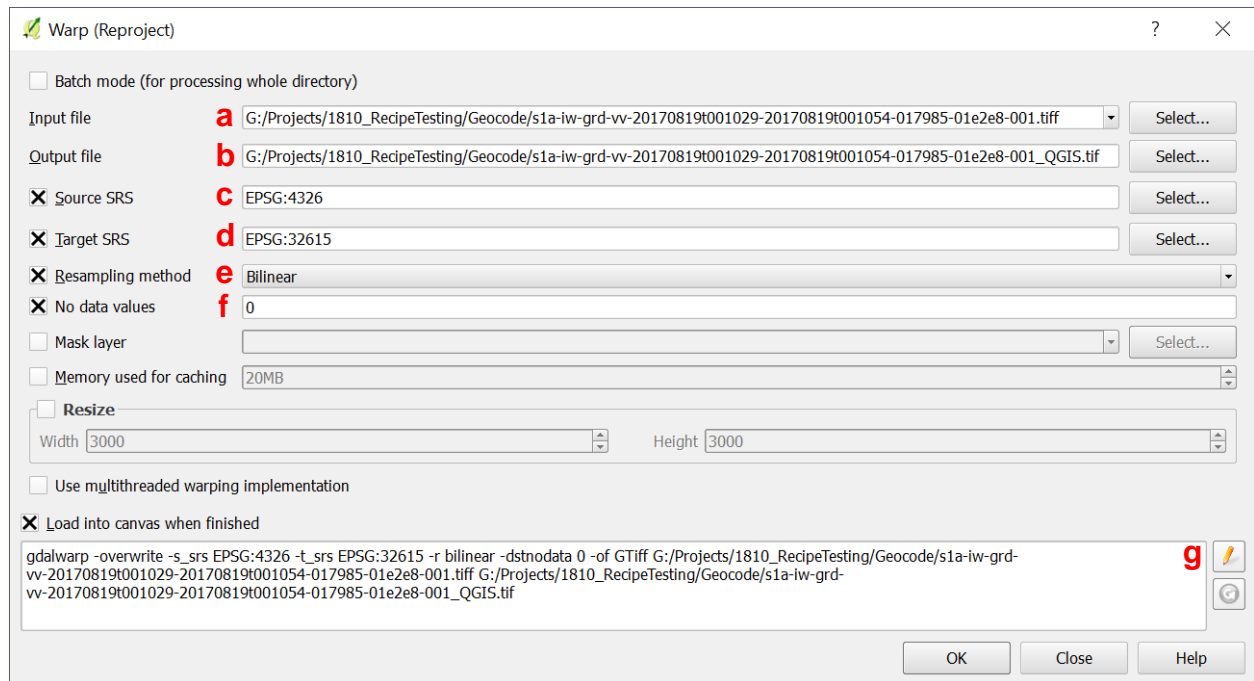 Warp (Reproject) ?
Batch mode (for processing whole directory)
Input file a G:/Projects/1810_RecipeTesting/Geocode/s1a-iw-grd-vv-20170819t001029-20170819t001054-017985-01e2e8-001.tiff Select...
Output file b G:/Projects/1810_RecipeTesting/Geocode/s1a-iw-grd-vv-20170819t001029-20170819t001054-017985-01e2e8-001_QGIS.tif Select...
Source SRS c EPSG:4326 Select...
Target SRS d EPSG:32615 Select...
Resampling method e Bilinear
No data values f 0
Mask layer Select...
Memory used for caching 20MB
Resize
Width 3000 Height 3000
Use multithreaded warping implementation
Load into canvas when finished
gdalwarp -overwrite -s_srs EPSG:4326 -t_srs EPSG:32615 -r bilinear -dstnodata 0 -of GTiff G:/Projects/1810_RecipeTesting/Geocode/s1a-iw-grd- g
vv-20170819t001029-20170819t001054-017985-01e2e8-001.tiff G:/Projects/1810_RecipeTesting/Geocode/s1a-iw-grd-
vv-20170819t001029-20170819t001054-017985-01e2e8-001_QGIS.tif
OK Close Help